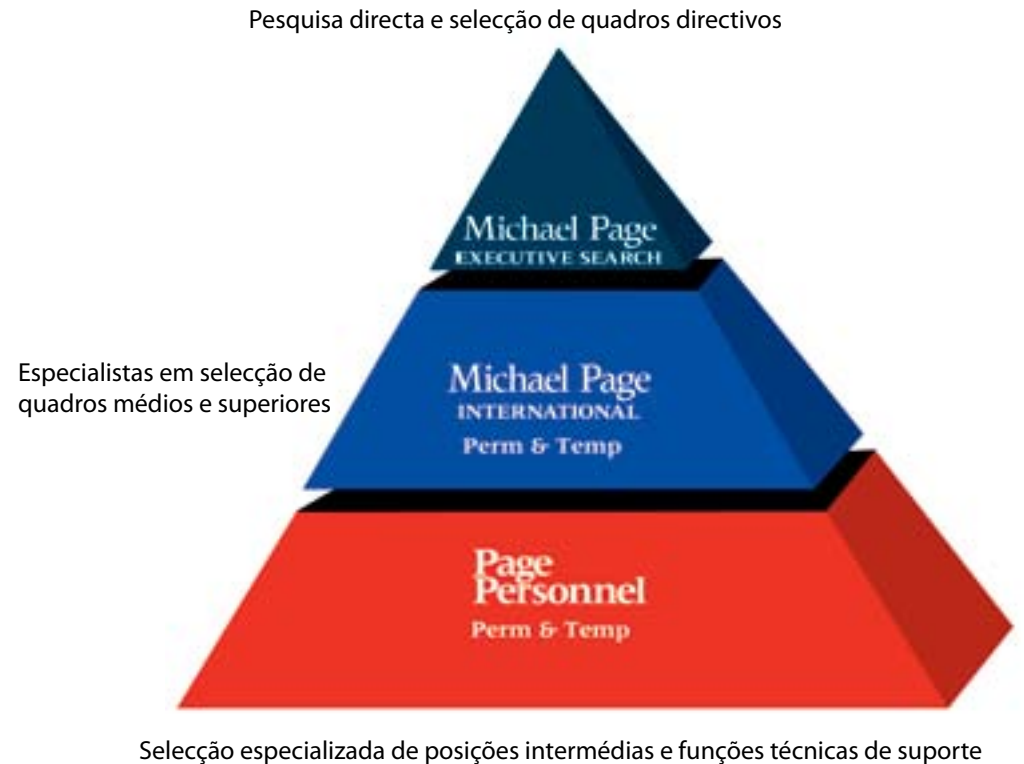 Pesquisa directa e selecção de quadros directivos
Michael Page
EXECUTIVE SEARCH
Especialistas em selecção de
quadros médios e superiores
Michael Page
INTERNATIONAL
Perm & Temp
Page
Personnel
Perm & Temp
Selecção especializada de posições intermédias e funções técnicas de suporte